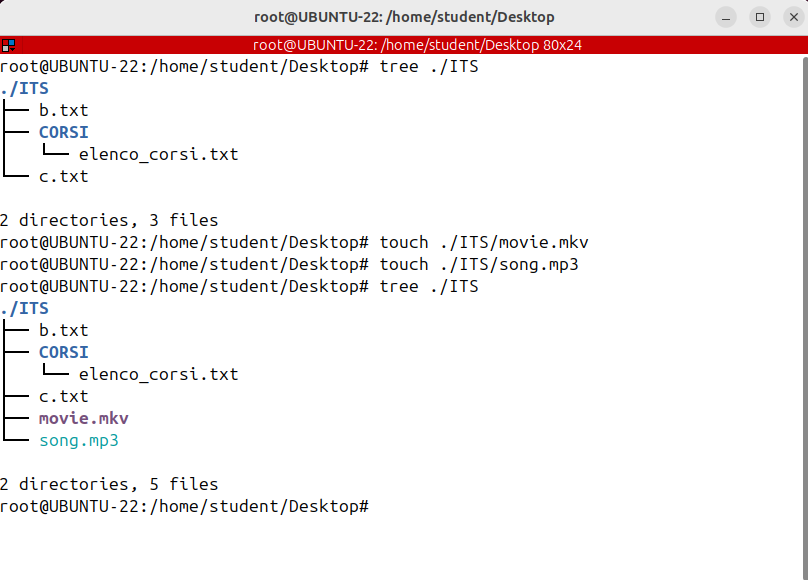 root@UBUNTU-22: /home/student/Desktop
root@UBUNTU-22: /home/student/Desktop 80x24
root@UBUNTU-22:/home/student/Desktop# tree ./ITS
./ITS
├── b.txt
├── CORSI
│   └── elenco_corsi.txt
└── c.txt

2 directories, 3 files
root@UBUNTU-22:/home/student/Desktop# touch ./ITS/movie.mkv
root@UBUNTU-22:/home/student/Desktop# touch ./ITS/song.mp3
root@UBUNTU-22:/home/student/Desktop# tree ./ITS
./ITS
├── b.txt
├── CORSI
│   └── elenco_corsi.txt
├── c.txt
├── movie.mkv
└── song.mp3

2 directories, 5 files
root@UBUNTU-22:/home/student/Desktop#